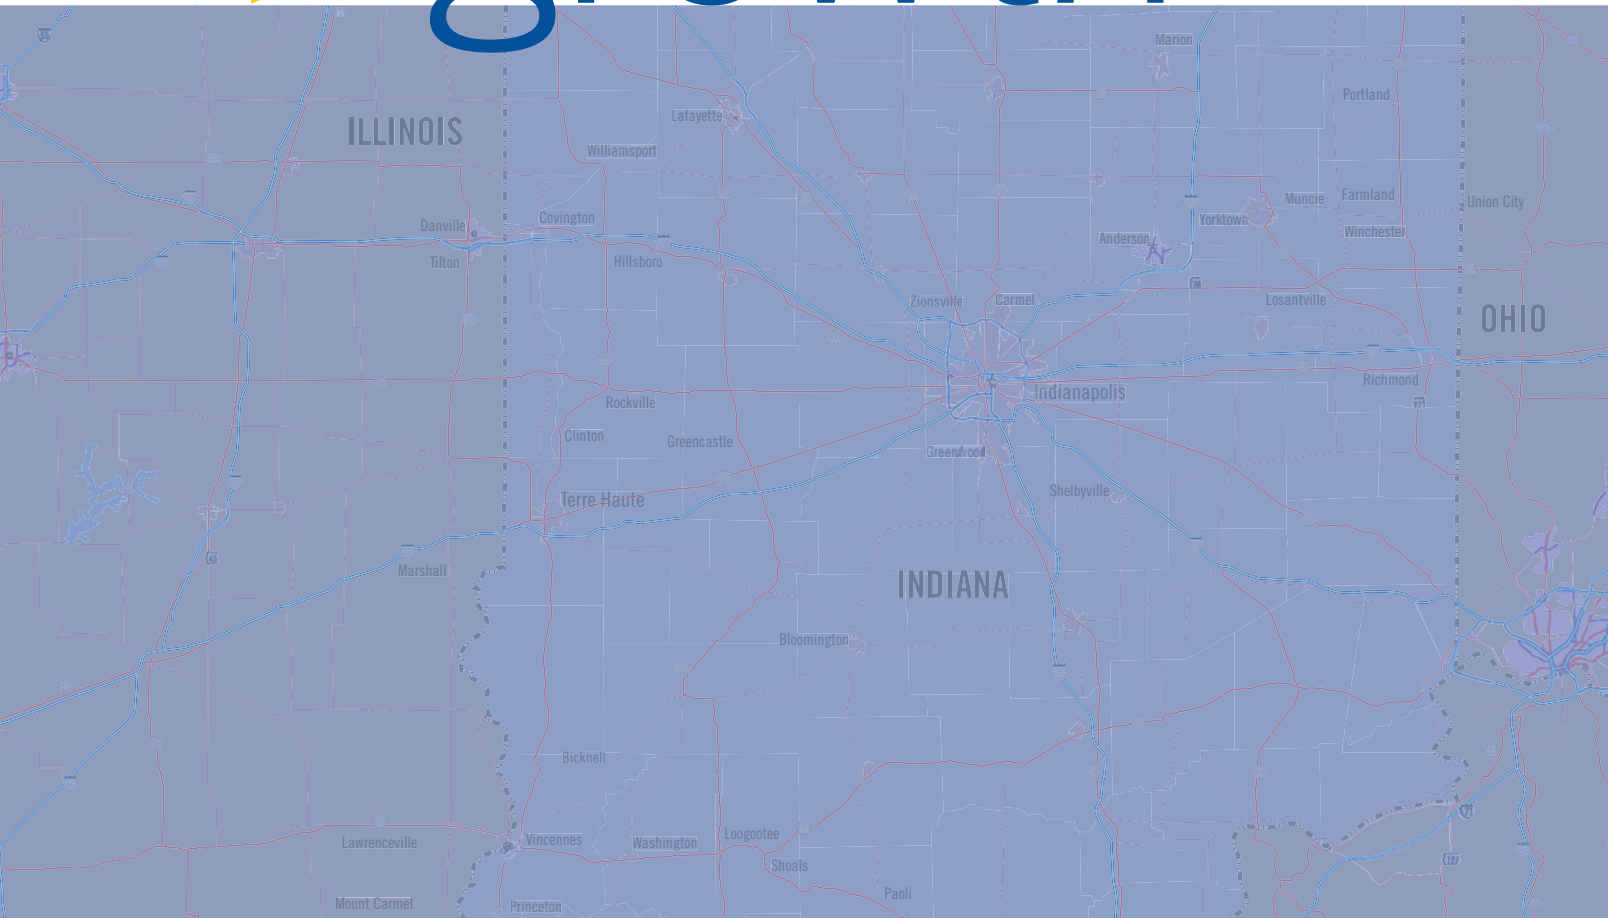 Marion
Portland
Lafayette
ILLINOIS
Williamsport
Muncie
Farmland
Union City
Covington
Yorktown
Danville
Winchester
Anderson
Tilton
Hillsboro
Zionsville
Carmel
Losantville
OHIO
Richmond
Indianapolis
Rockville
Clinton
Greencastle
Greenwood
Shelbyville
Terre Haute
Marshall
INDIANA
Bloomington
Bicknell
Loogootee
Vincennes
Lawrenceville
Washington
Shoals
Paoli
Mount Carmel
Princeton